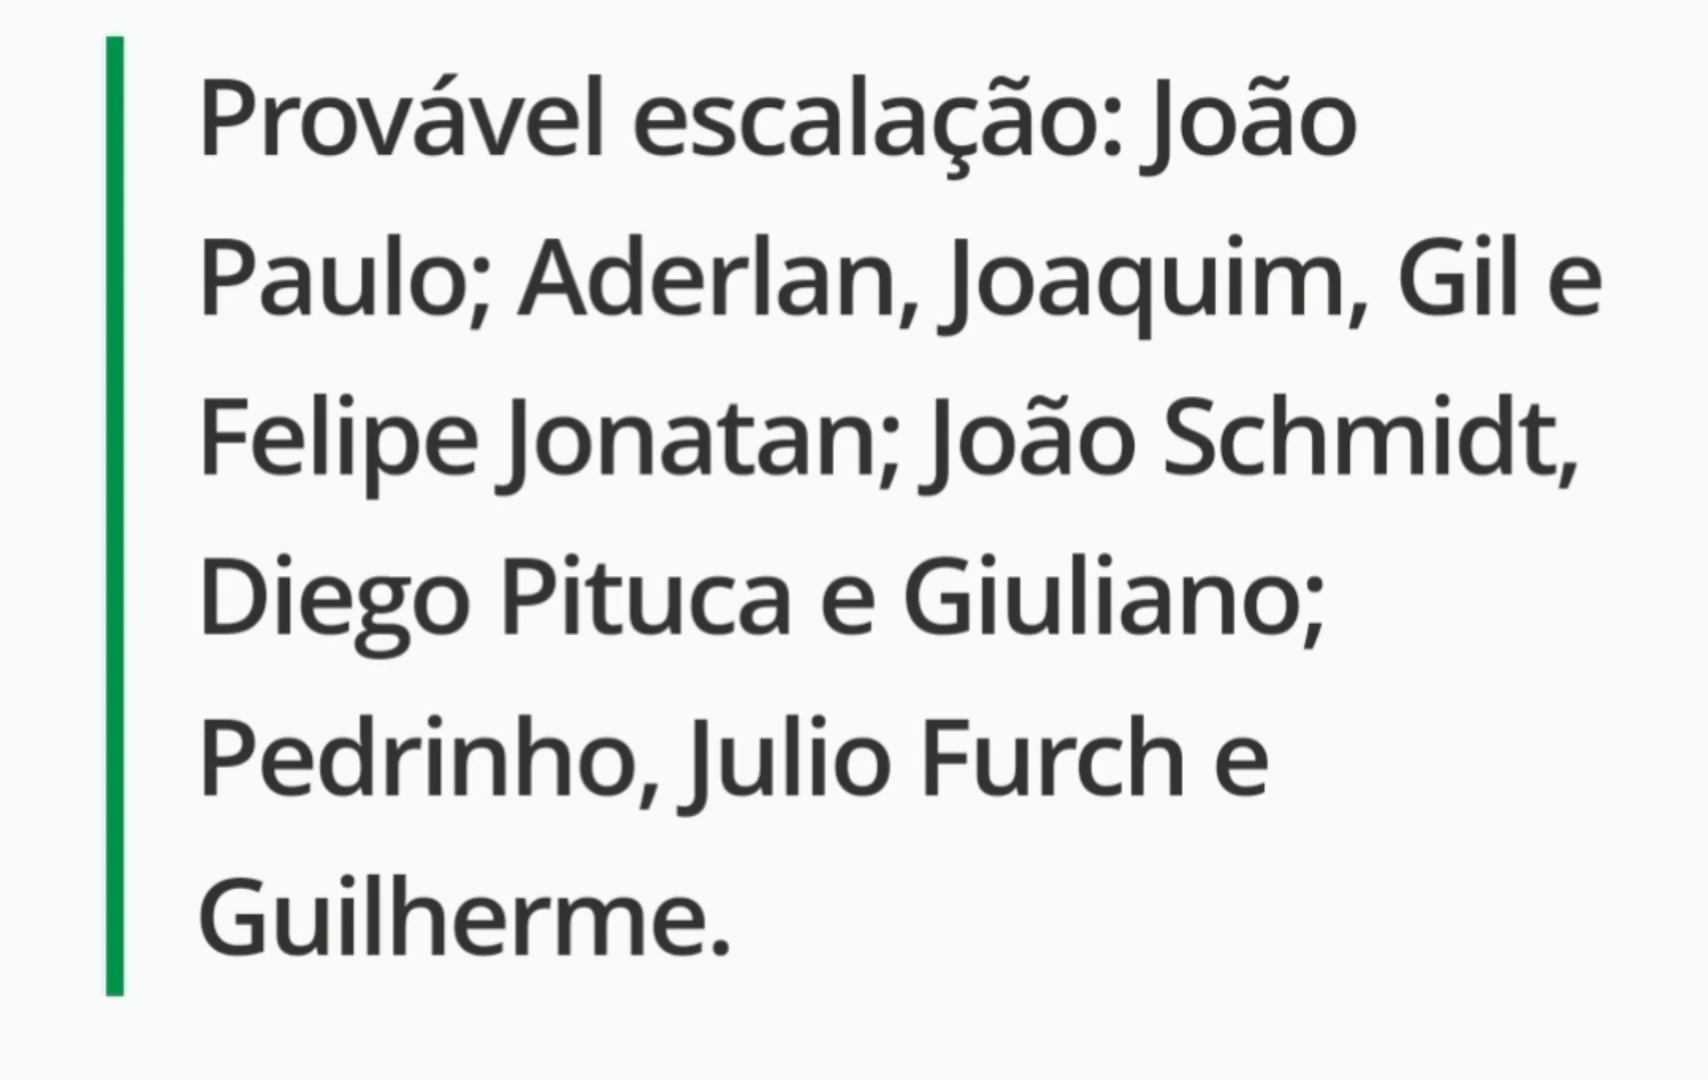 Provável escalação: João
Paulo; Aderlan, Joaquim, Gil e
Felipe Jonatan; João Schmidt,
Diego Pituca e Giuliano;
Pedrinho, Julio Furch e
Guilherme.